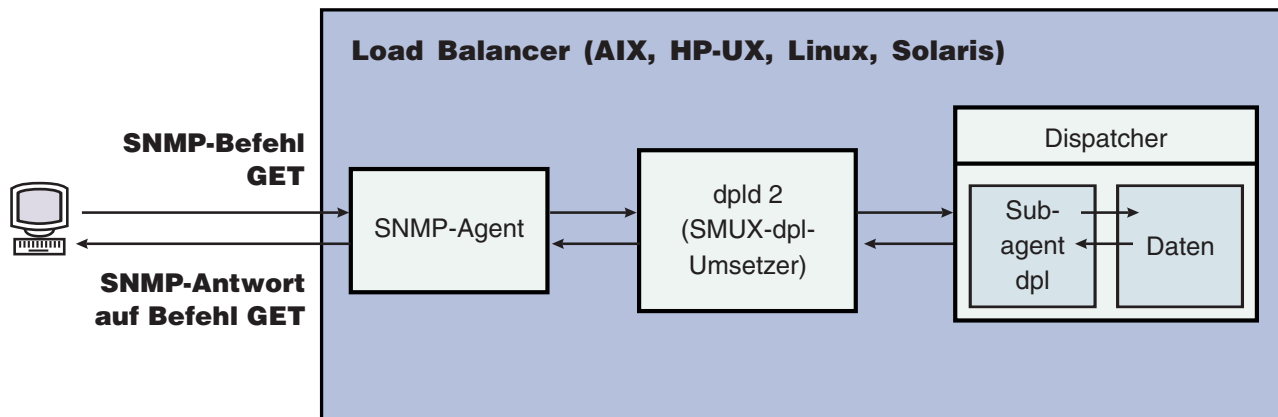 Load Balancer (AIX, HP-UX, Linux, Solaris)
SNMP-Befehl
GET
SNMP-Antwort
auf Befehl GET
SNMP-Agent
dpId 2
(SMUX-dpl-
Umsetzer)
Dispatcher
Sub-
agent
dpl
Daten